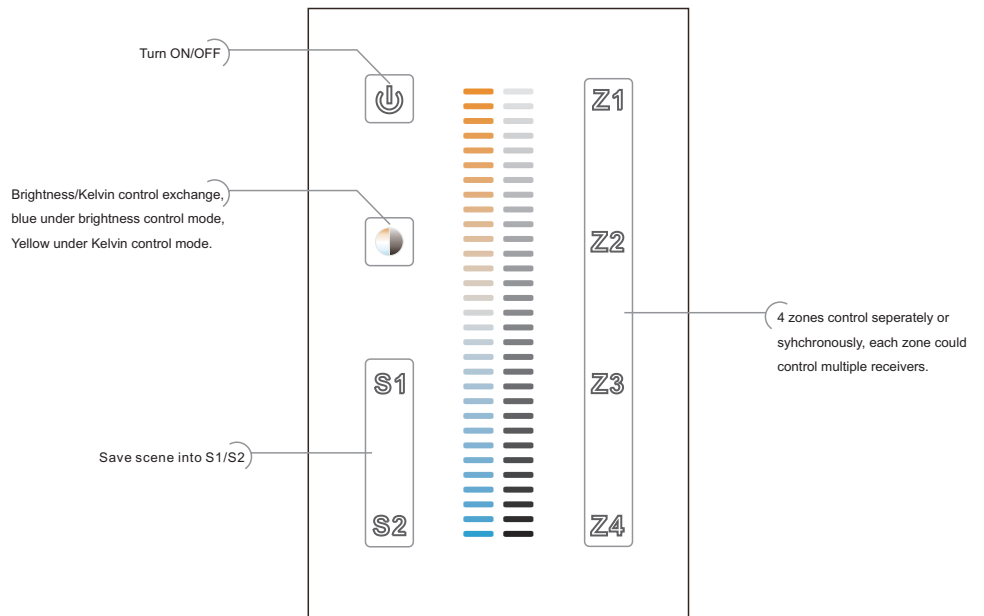 Turn ON/OFF
Z1
Brightness/Kelvin control exchange,
blue under brightness control mode,
Yellow under Kelvin control mode.
Z2
4 zones control seperately or
syhchronously, each zone could
control multiple receivers.
S1
Z3
Save scene into S1/S2
S2
Z4